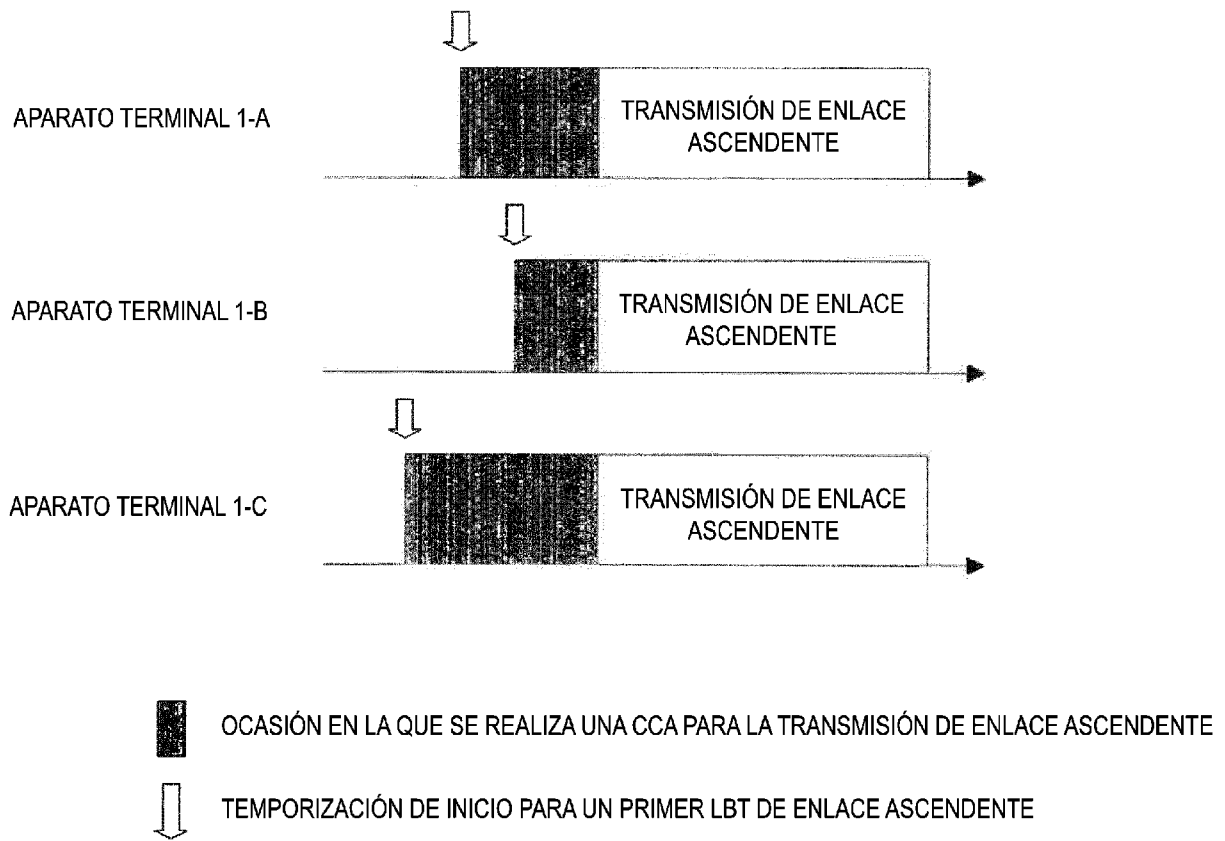 APARATO TERMINAL 1-A
TRANSMISIÓN DE ENLACE
ASCENDENTE
APARATO TERMINAL 1-B
TRANSMISIÓN DE ENLACE
ASCENDENTE
APARATO TERMINAL 1-C
TRANSMISIÓN DE ENLACE
ASCENDENTE
OCASIÓN EN LA QUE SE REALIZA UNA CCA PARA LA TRANSMISIÓN DE ENLACE ASCENDENTE
TEMPORIZACIÓN DE INICIO PARA UN PRIMER LBT DE ENLACE ASCENDENTE